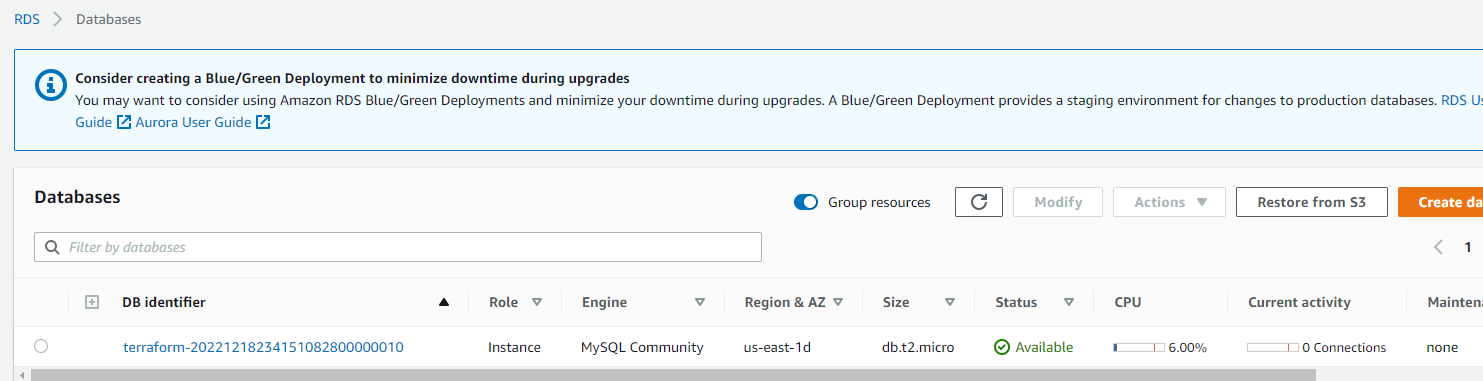 RDS > Databases
Consider creating a Blue/Green Deployment to minimize downtime during upgrades
You may want to consider using Amazon RDS Blue/Green Deployments and minimize your downtime during upgrades. A Blue/Green Deployment provides a staging environment for changes to production databases. RDS Us
Guide Aurora User Guide
Databases
Group resources
Modify
Actions
Restore from S3
Create da
Filter by databases
1
DB identifier Role Engine Region & AZ Size Status CPU Current activity Maintena
terraform-20221218234151082800000010 Instance MySQL Community us-east-1d db.t2.micro Available 6.00% 0 Connections none